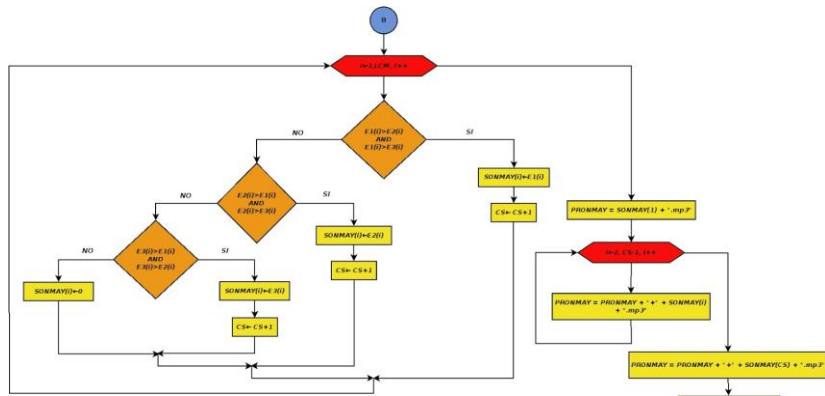 B
i←1,LCM, i++
E1(i)>E2(i)
AND
E1(i)>E3(i)
NO
SI
E2(i)>E1(i)
AND
E2(i)>E3(i)
NO
SI
SONMAY(i)←E1(i)
CS← CS+1
E3(i)>E1(i)
AND
E3(i)>E2(i)
NO
SI
SONMAY(i)←E2(i)
CS← CS+1
SONMAY(i)←0
SONMAY(i)←E3(i)
CS← CS+1
PRONMAY = SONMAY(1) + ".mp3"
i←2, CS-1, i++
PRONMAY = PRONMAY + "+" + SONMAY(i)
+ ".mp3"
PRONMAY = PRONMAY + "+" + SONMAY(CS) + ".mp3"